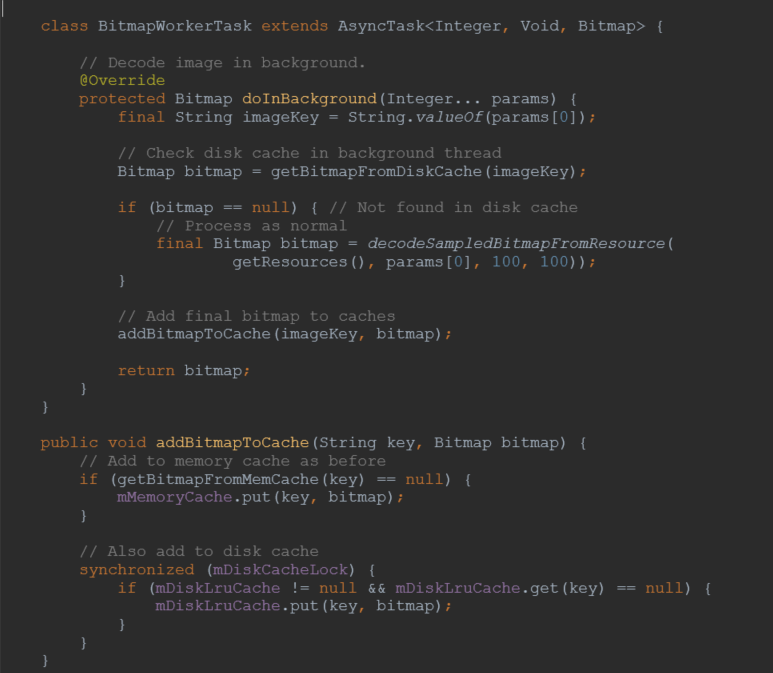 class BitmapWorkerTask extends AsyncTask<Integer, Void, Bitmap> {
// Decode image in background.
@Override
protected Bitmap doInBackground(Integer... params) {
final String imageKey = String.valueOf(params[0]);
// Check disk cache in background thread
Bitmap bitmap = getBitmapFromDiskCache(imageKey);
if (bitmap == null) { // Not found in disk cache
// Process as normal
final Bitmap bitmap = decodeSampledBitmapFromResource(
getResources(), params[0], 100, 100));
}
// Add final bitmap to caches
addBitmapToCache(imageKey, bitmap);
return bitmap;
}
}
public void addBitmapToCache(String key, Bitmap bitmap) {
// Add to memory cache as before
if (getBitmapFromMemCache(key) == null) {
mMemoryCache.put(key, bitmap);
}
// Also add to disk cache
synchronized (mDiskCacheLock) {
if (mDiskLruCache != null && mDiskLruCache.get(key) == null) {
mDiskLruCache.put(key, bitmap);
}
}
}